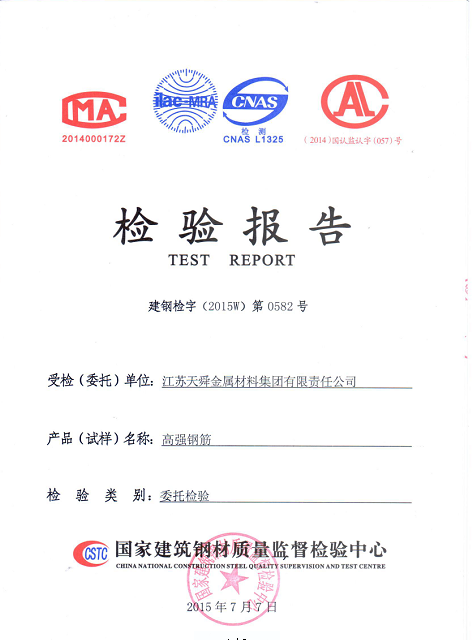 MA
2014000172Z
ilac-MRA
CNAS
检测
CNAS L1325
CAL
(2014)国认监认字(057)号
检验报告
TEST REPORT
建钢检字（2015W）第 0582 号
受检（委托）单位：江苏天舜金属材料集团有限责任公司
产品（试样）名称：高强钢筋
检验类别：委托检验
CSTC 国家建筑钢材质量监督检验中心
CHINA NATIONAL CONSTRUCTION STEEL QUALITY SUPERVISION AND TEST CENTRE
2015 年 7 月 7 日